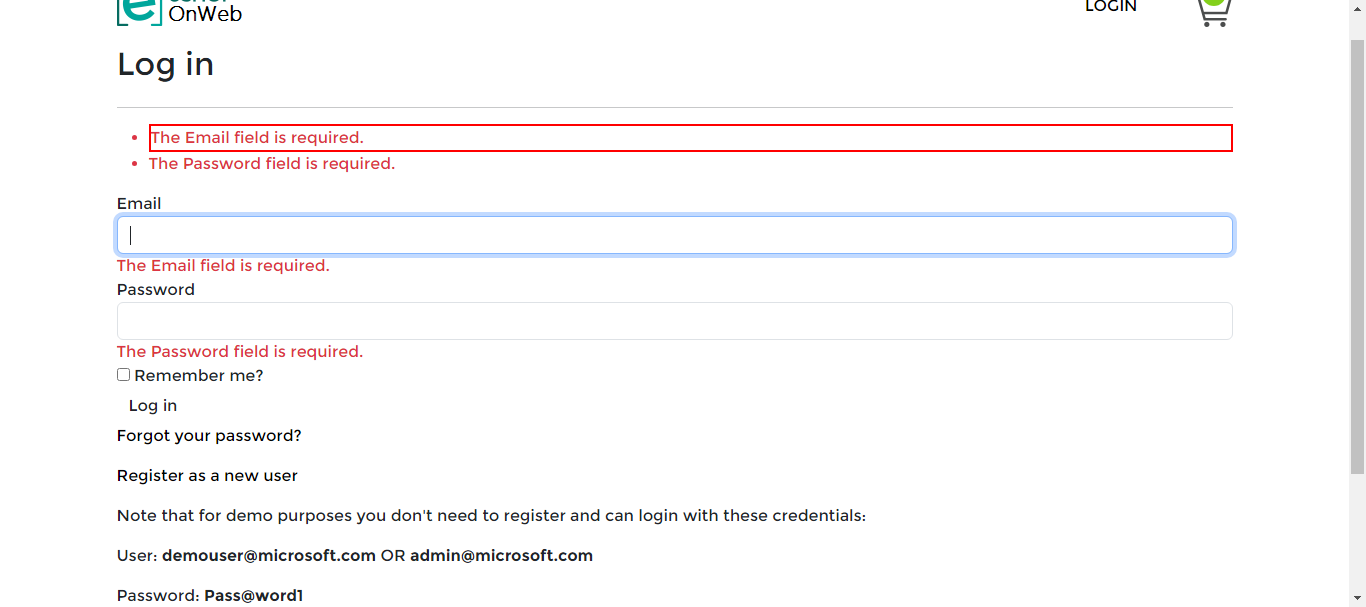 OnWeb
LOGIN
Log in
The Email field is required.
The Password field is required.
Email
The Email field is required.
Password
The Password field is required.
Remember me?
Log in
Forgot your password?
Register as a new user
Note that for demo purposes you don't need to register and can login with these credentials:
User: demouser@microsoft.com OR admin@microsoft.com
Password: Pass@word1